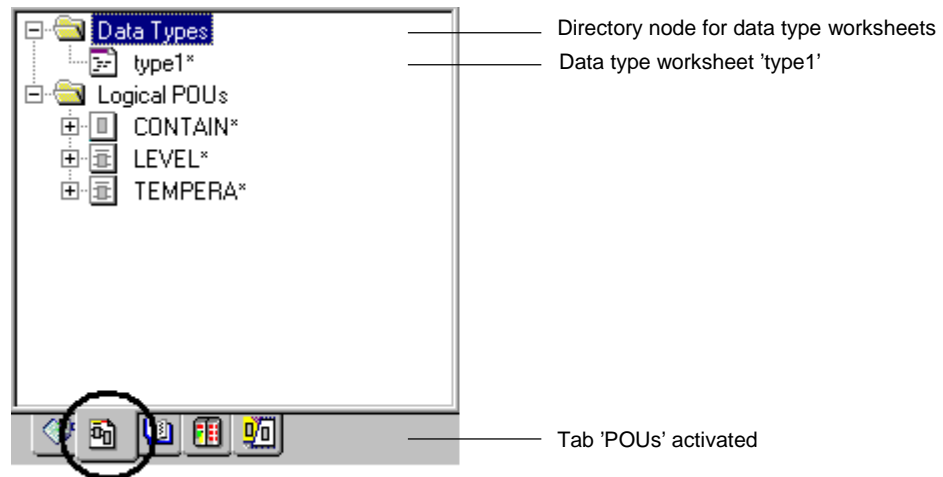 Data Types
Directory node for data type worksheets
type1*
Data type worksheet ’type1’
Logical POUs
CONTAIN*
LEVEL*
TEMPERA*
Tab ’POUs’ activated